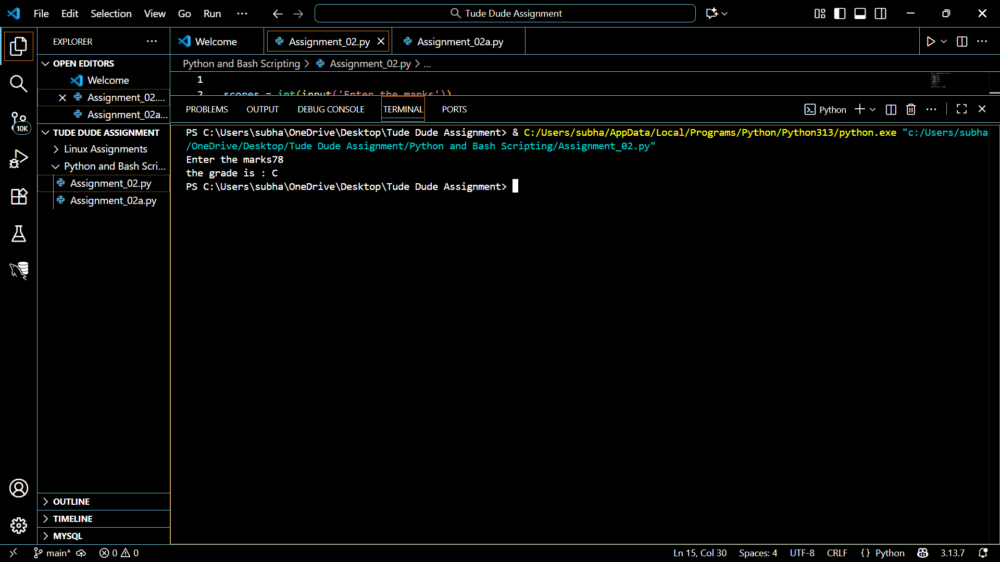 File Edit Selection View Go Run ... Tude Dude Assignment
EXPLORER ...
Welcome Assignment_02.py Assignment_02a.py
OPEN EDITORS
Welcome
Assignment_02....
Assignment_02a...
TUDE DUDE ASSIGNMENT
Linux Assignments
Python and Bash Scri...
Assignment_02.py
Assignment_02a.py
OUTLINE
TIMELINE
MYSQL
10K
Python and Bash Scripting > Assignment_02.py > ...
1
2 scores = int(input('Enter the marks'))
PROBLEMS OUTPUT DEBUG CONSOLE TERMINAL PORTS Python
PS C:\Users\subha\OneDrive\Desktop\Tude Dude Assignment> & C:/Users/subha/AppData/Local/Programs/Python/Python313/python.exe "c:/Users/subha
/OneDrive/Desktop/Tude Dude Assignment/Python and Bash Scripting/Assignment_02.py"
Enter the marks78
the grade is : C
PS C:\Users\subha\OneDrive\Desktop\Tude Dude Assignment>
main* 0 0 Ln 15, Col 30 Spaces: 4 UTF-8 CRLF {} Python 3.13.7